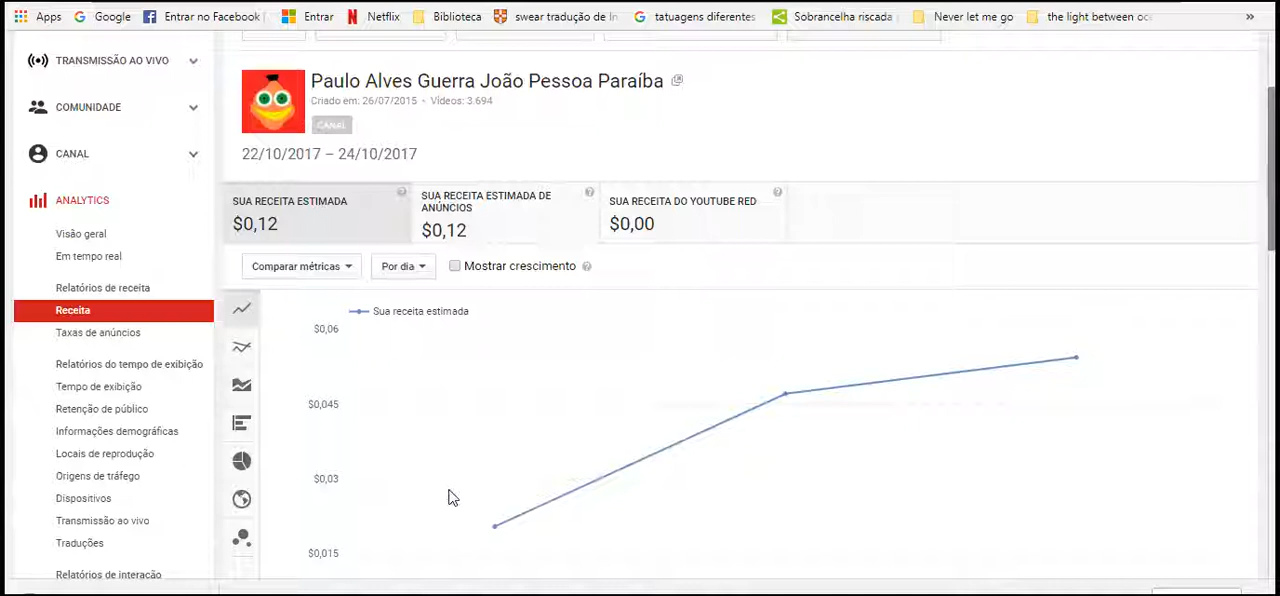 Apps Google Entrar no Facebook Entrar Netflix Biblioteca swear tradução de In tatuagens diferentes Sobrancelha riscada Never let me go the light between oce »
TRANSMISSÃO AO VIVO
COMUNIDADE
CANAL
ANALYTICS
Visão geral
Em tempo real
Relatórios de receita
Receita
Taxas de anúncios
Relatórios do tempo de exibição
Tempo de exibição
Retenção de público
Informações demográficas
Locais de reprodução
Origens de tráfego
Dispositivos
Transmissão ao vivo
Traduções
Relatórios de interação
Paulo Alves Guerra João Pessoa Paraíba
Criado em: 26/07/2015 • Vídeos: 3.694
CANAL
22/10/2017 – 24/10/2017
SUA RECEITA ESTIMADA
$0,12
SUA RECEITA ESTIMADA DE
ANÚNCIOS
$0,12
SUA RECEITA DO YOUTUBE RED
$0,00
Comparar métricas Por dia Mostrar crescimento
Sua receita estimada
$0,06
$0,045
$0,03
$0,015